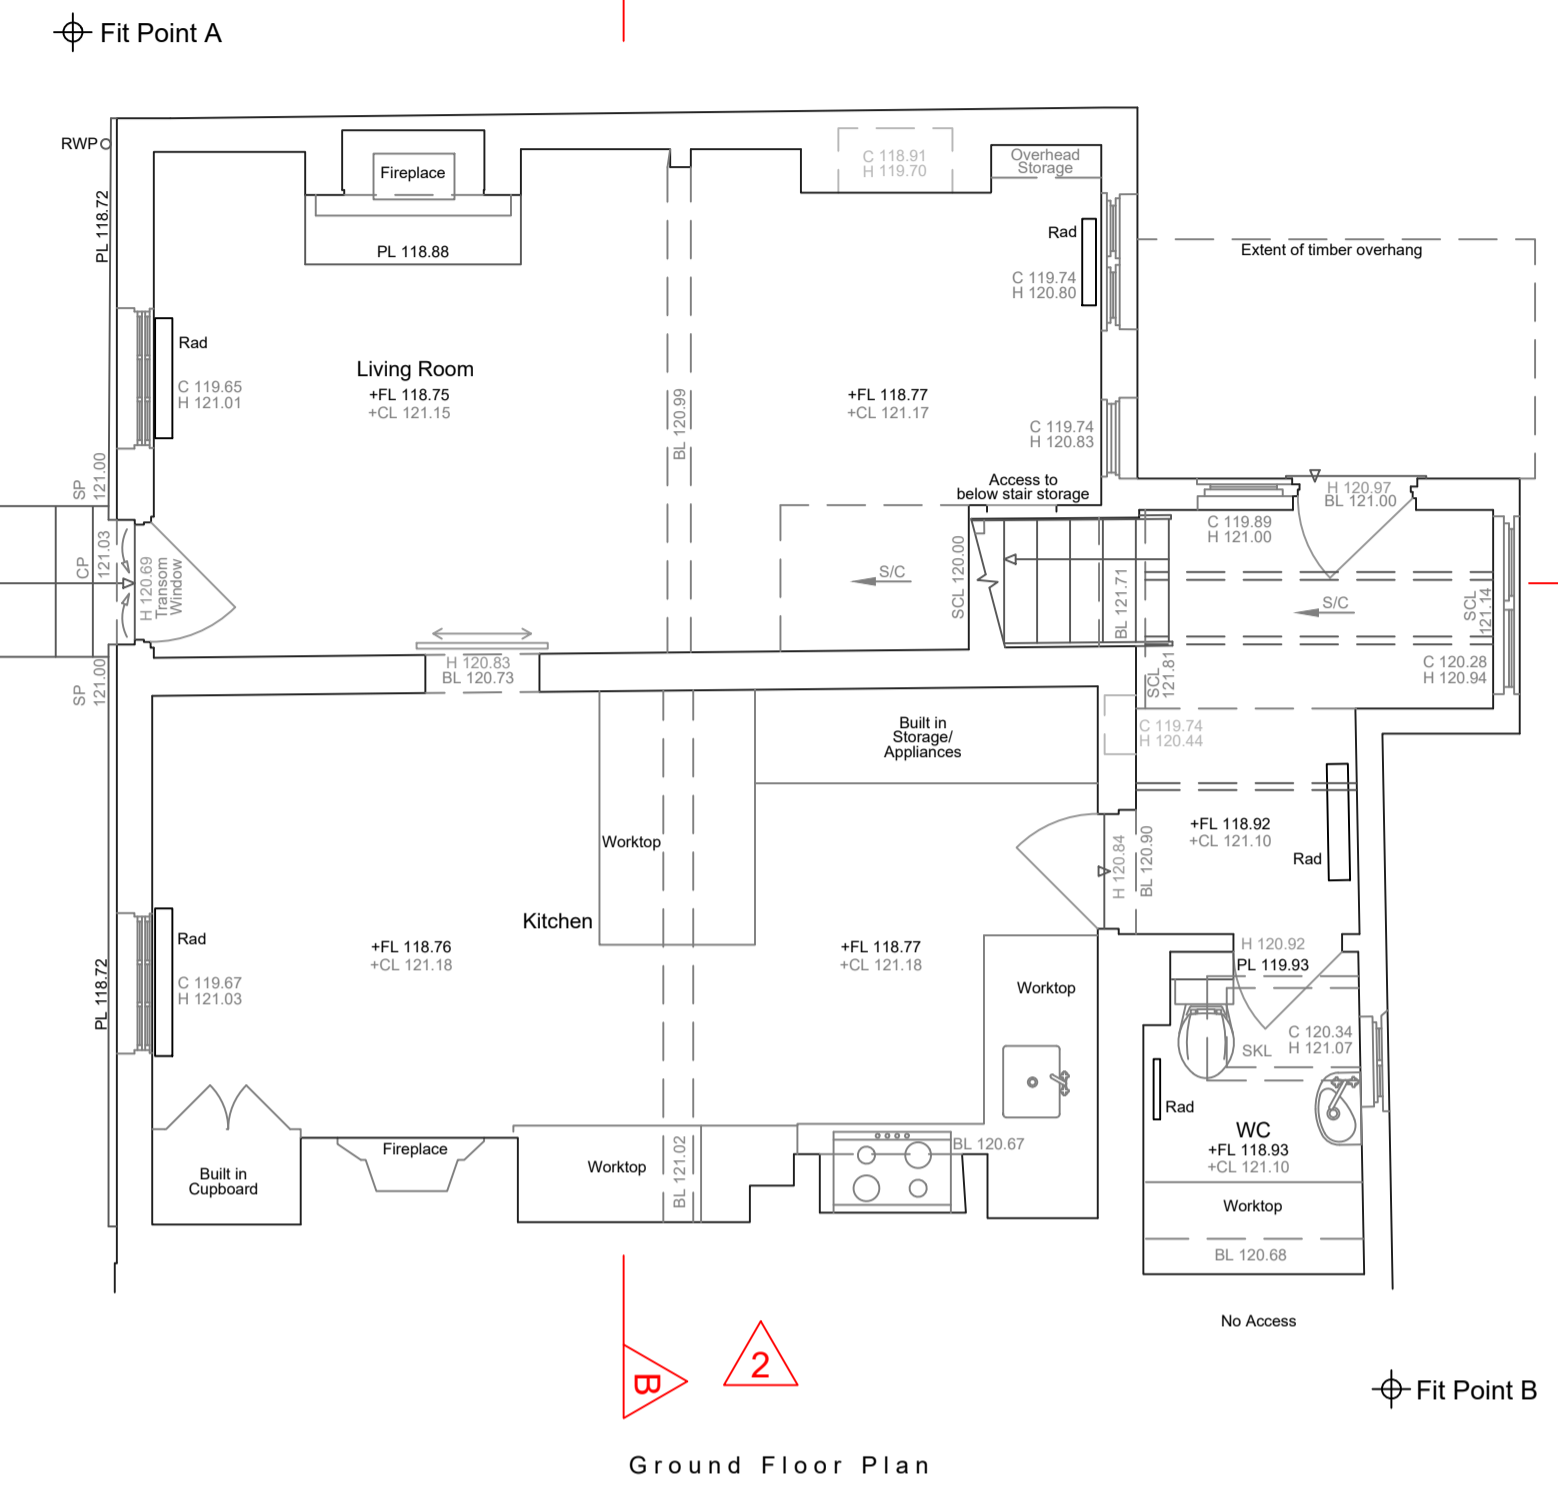 Fit Point A
RWP
PL 118.72
Fireplace
PL 118.88
C 118.91
H 119.70
Overhead
Storage
Rad
C 119.74
H 120.80
Extent of timber overhang
Rad
C 119.65
H 121.01
Living Room
+FL 118.75
+CL 121.15
BL 120.99
+FL 118.77
+CL 121.17
C 119.74
H 120.83
SP
121.00
CP
121.03
H 120.69
Transom
Window
Access to
below stair storage
S/C
SCL 120.00
BL 121.71
C 119.89
H 121.00
H 120.97
BL 121.00
S/C
SCL
121.14
C 120.28
H 120.94
SP
121.00
H 120.83
BL 120.73
SCL
121.81
C 119.74
H 120.44
Built in
Storage/
Appliances
Worktop
+FL 118.92
+CL 121.10
Rad
H 120.84
BL 120.90
Kitchen
Rad
C 119.67
H 121.03
PL 118.72
+FL 118.76
+CL 121.18
+FL 118.77
+CL 121.18
Worktop
H 120.92
PL 119.93
SKL
C 120.34
H 121.07
Rad
WC
+FL 118.93
+CL 121.10
Worktop
BL 120.68
Built in
Cupboard
Fireplace
Worktop
BL 121.02
BL 120.67
No Access
B
2
Fit Point B
Ground Floor Plan